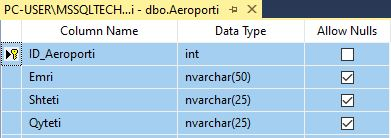 PC-USER\MSSQLTECH...i - dbo.Aeroporti
Column Name Data Type Allow Nulls
ID_Aeroporti int
Emri nvarchar(50)
Shteti nvarchar(25)
Qyteti nvarchar(25)